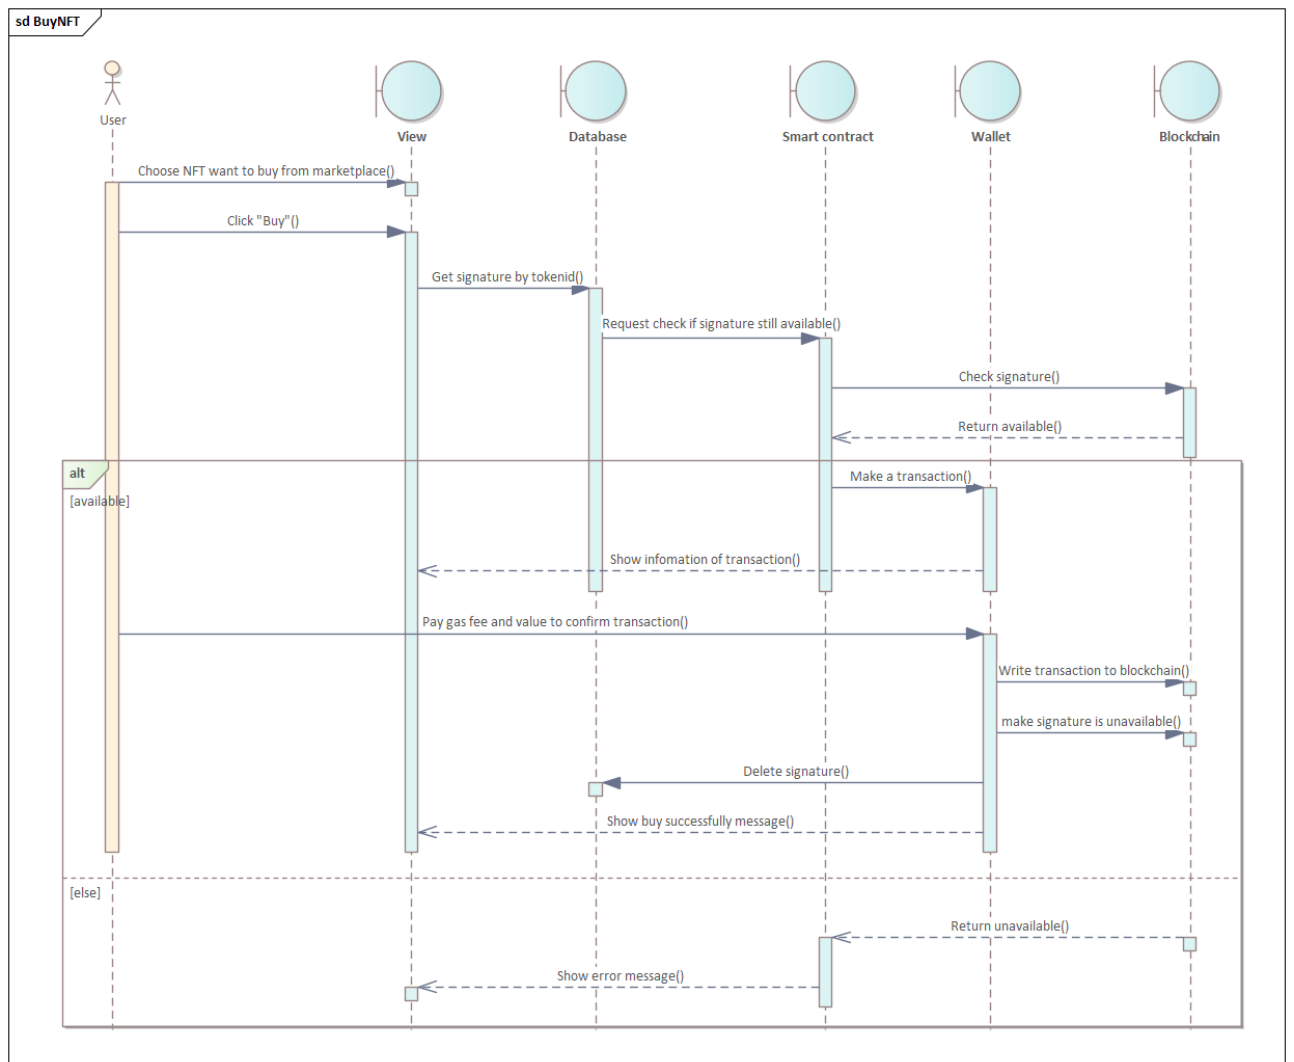 sd BuyNFT
User
View
Database
Smart contract
Wallet
Blockchain
Choose NFT want to buy from marketplace()
Click "Buy"()
Get signature by tokenid()
Request check if signature still available()
Check signature()
Return available()
alt
[available]
Make a transaction()
Show infomation of transaction()
Pay gas fee and value to confirm transaction()
Write transaction to blockchain()
make signature is unavailable()
Delete signature()
Show buy successfully message()
[else]
Return unavailable()
Show error message()